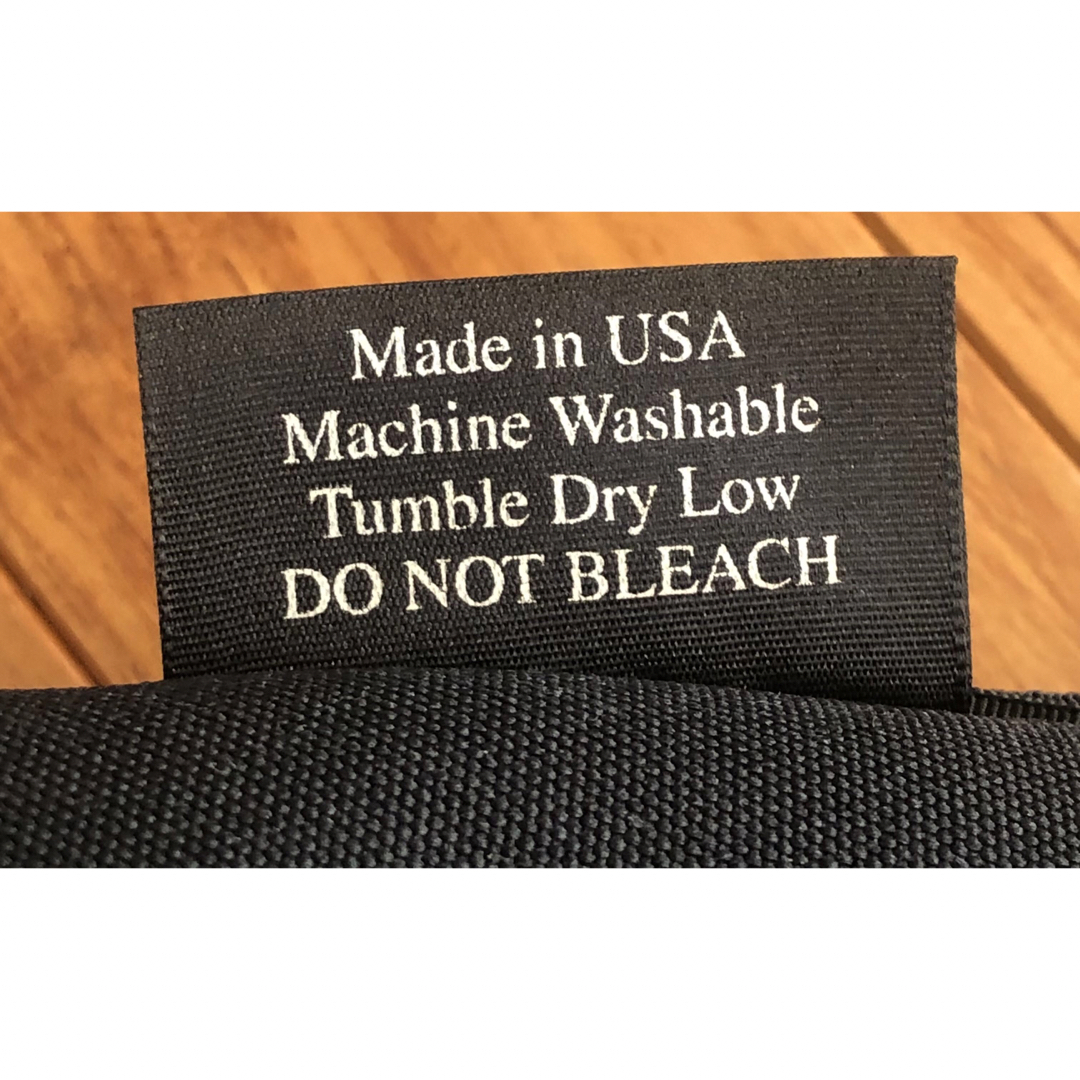 Made in USA
Machine Washable
Tumble Dry Low
DO NOT BLEACH